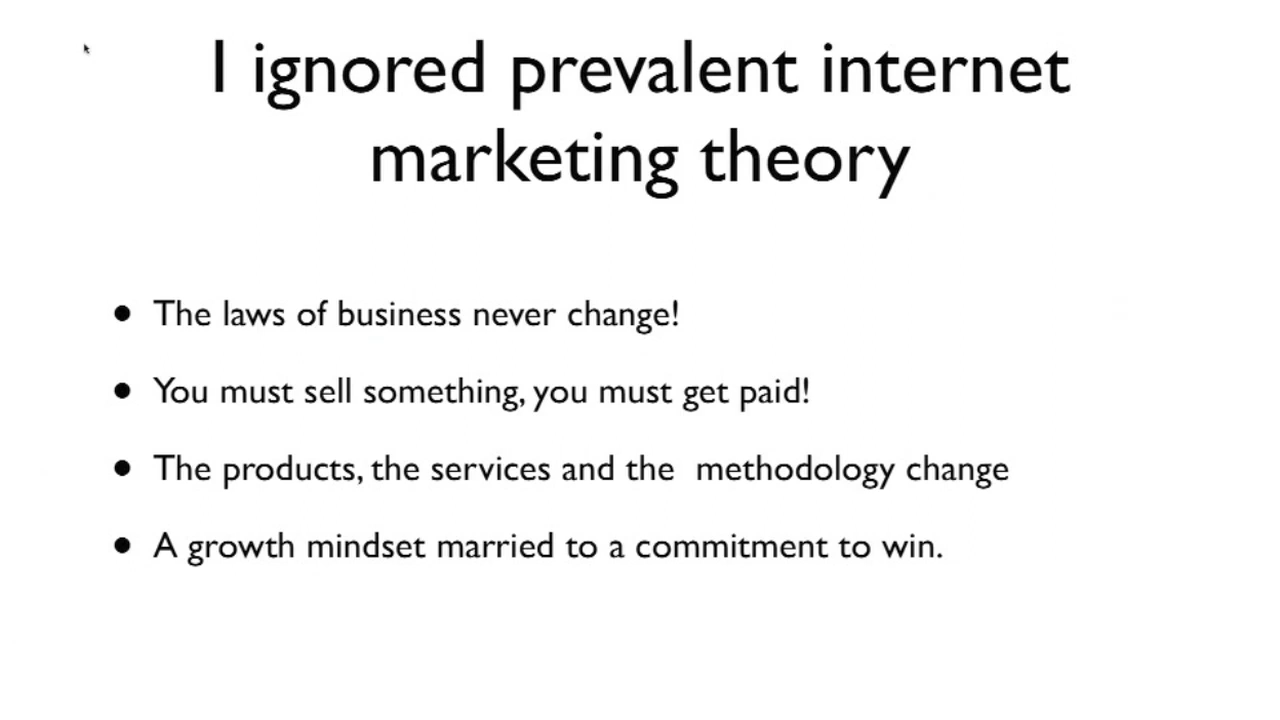 I ignored prevalent internet
marketing theory
• The laws of business never change!
• You must sell something, you must get paid!
• The products, the services and the  methodology change
• A growth mindset married to a commitment to win.